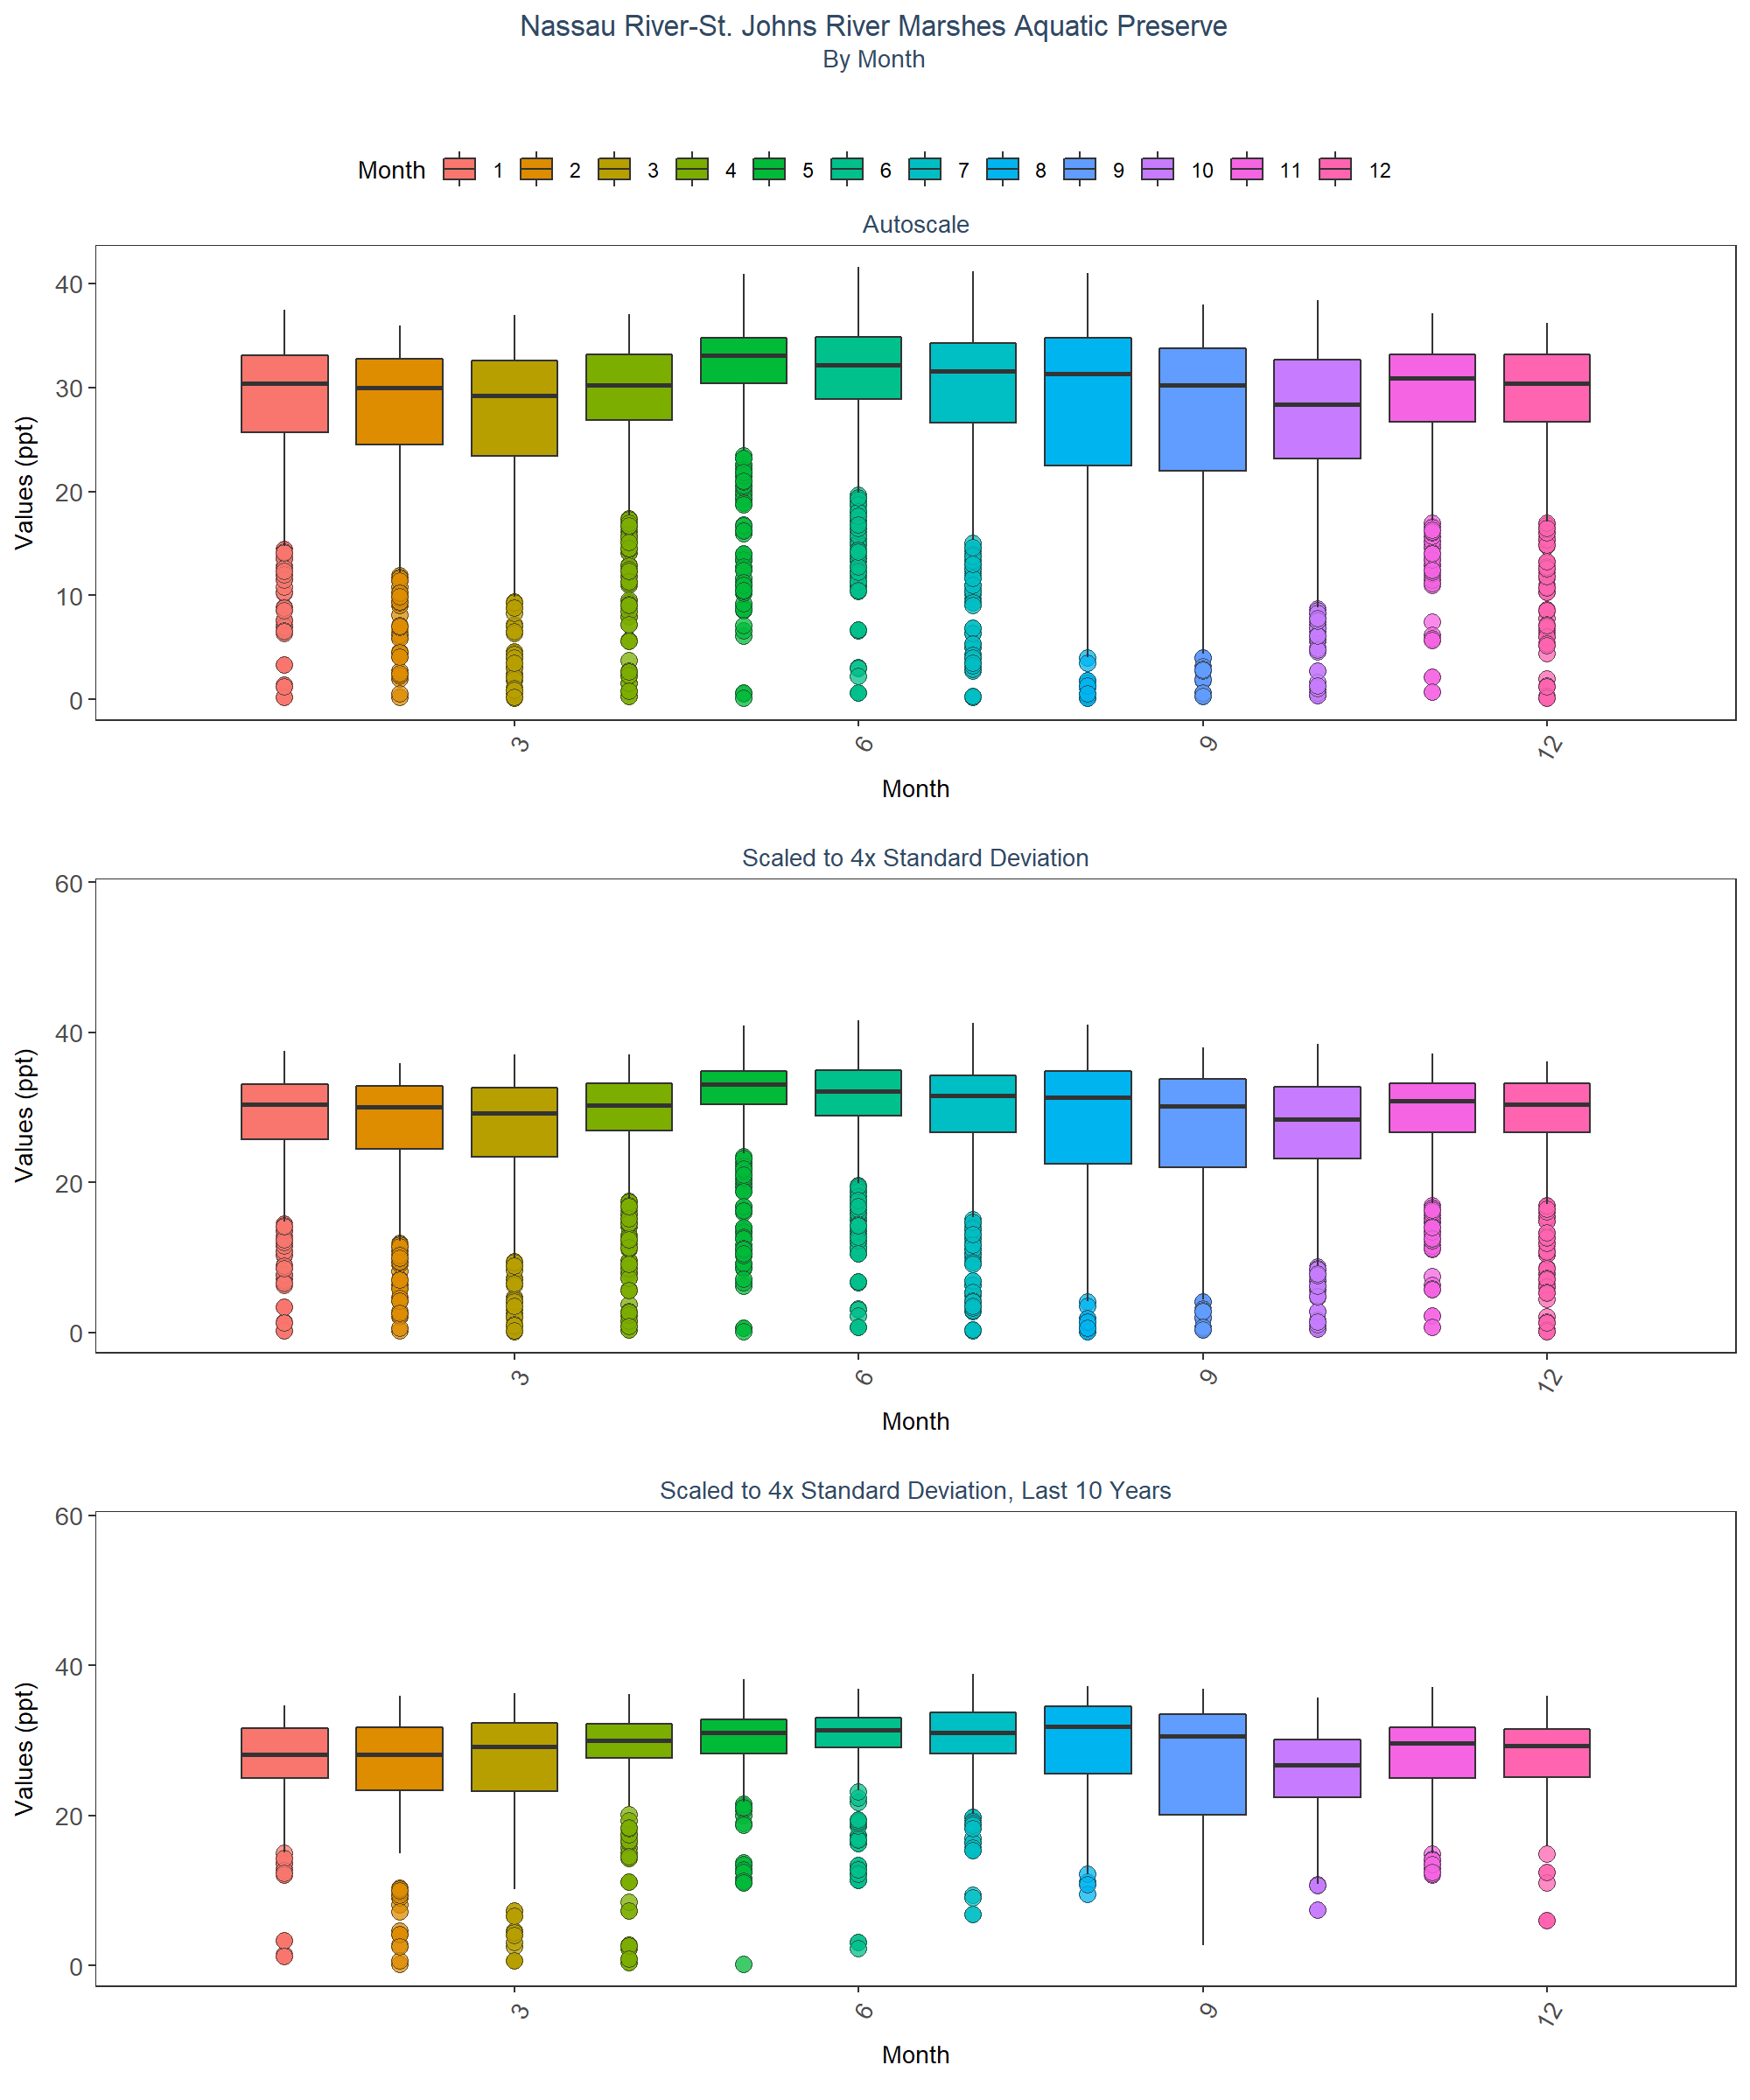 Nassau River-St. Johns River Marshes Aquatic Preserve
By Month
Month 1 2 3 4 5 6 7 8 9 10 11 12
Autoscale
Values (ppt)
40
30
20
10
0
3 6 9 12
Month
Scaled to 4x Standard Deviation
Values (ppt)
60
40
20
0
3 6 9 12
Month
Scaled to 4x Standard Deviation, Last 10 Years
Values (ppt)
60
40
20
0
3 6 9 12
Month